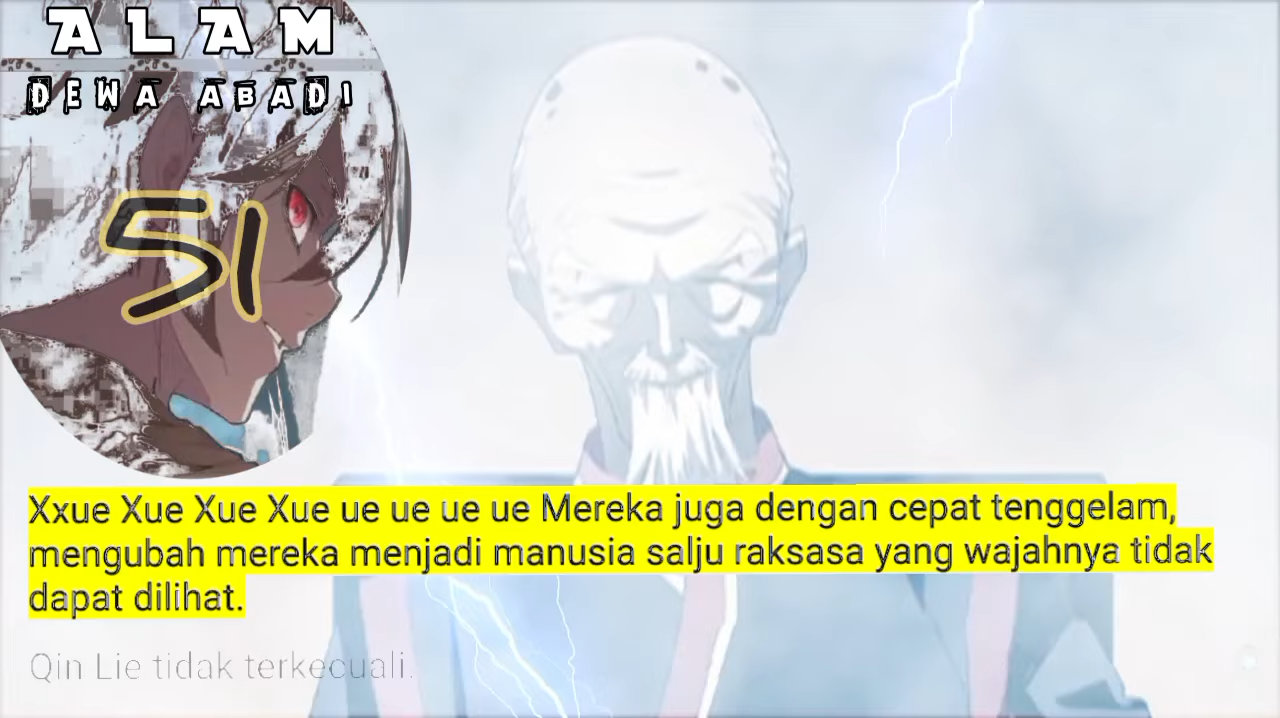 ALAM
DEWA ABADI
51
Xxue Xue Xue Xue ue ue ue ue Mereka juga dengan cepat tenggelam,
mengubah mereka menjadi manusia salju raksasa yang wajahnya tidak
dapat dilihat.
Qin Lie tidak terkecuali.